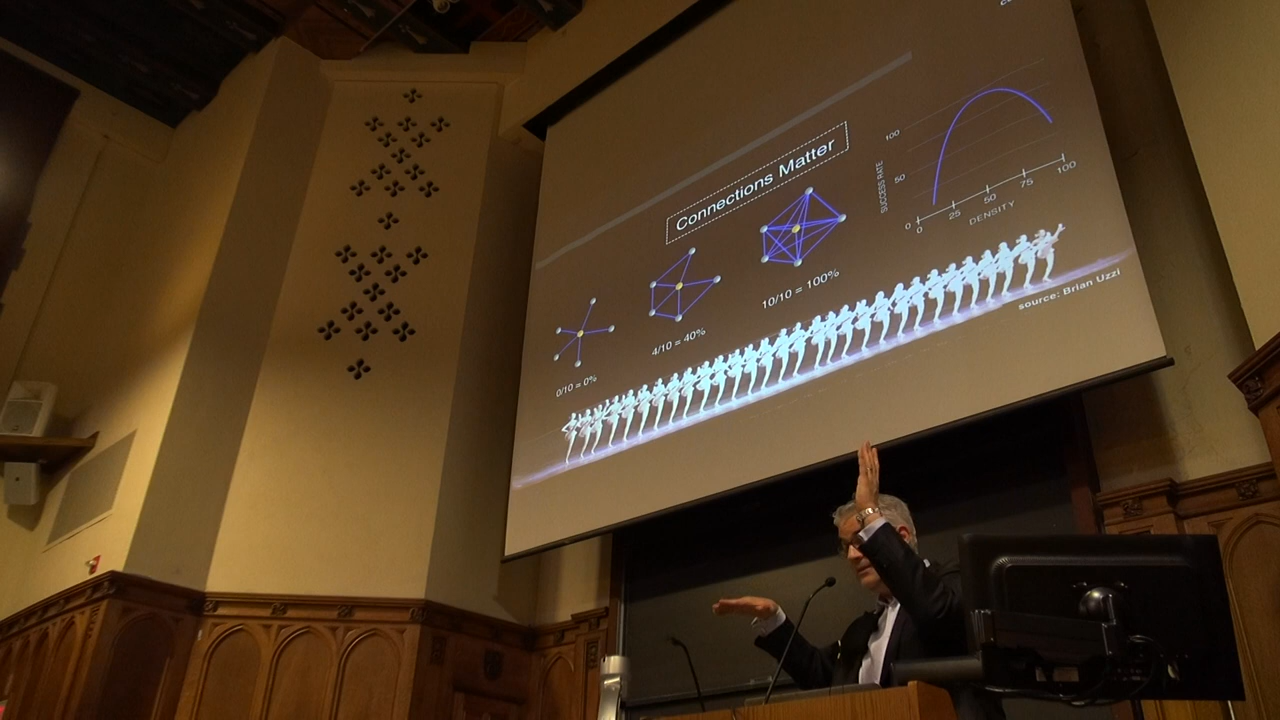 Connections Matter
0/10 = 0%
4/10 = 40%
10/10 = 100%
SUCCESS RATE
100
50
0
0
25
50
75
100
DENSITY
source: Brian Uzzi